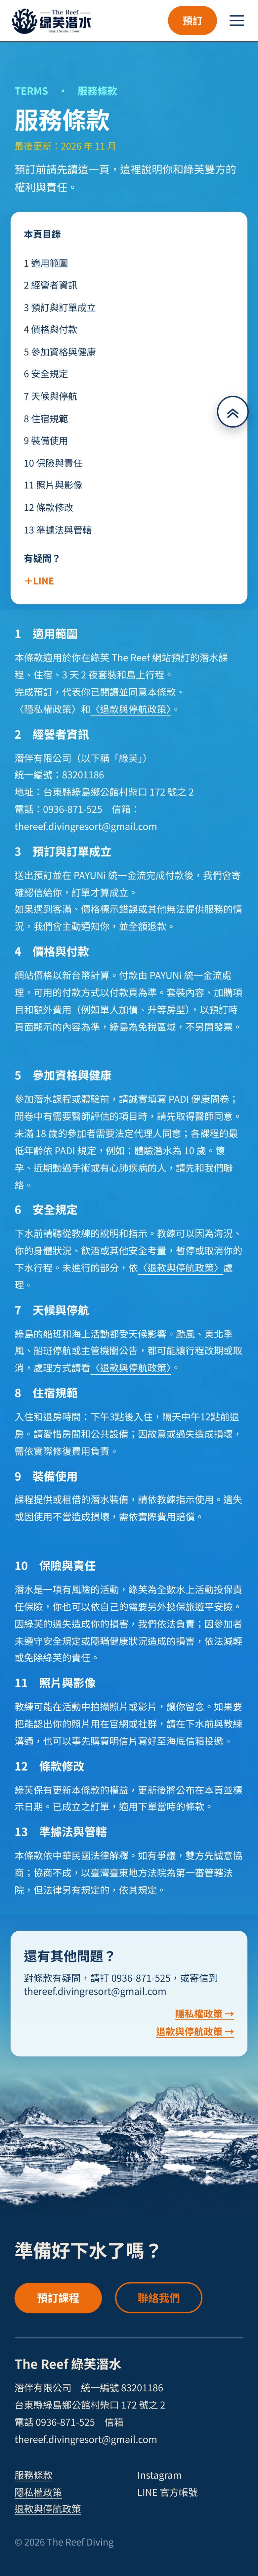 The Reef
綠芙潛水
Stay | Scuba | Tour
預訂
TERMS • 服務條款
服務條款
最後更新：2026 年 11 月
預訂前請先讀這一頁，這裡說明你和綠芙雙方的
權利與責任。
本頁目錄
1 適用範圍
2 經營者資訊
3 預訂與訂單成立
4 價格與付款
5 參加資格與健康
6 安全規定
7 天候與停航
8 住宿規範
9 裝備使用
10 保險與責任
11 照片與影像
12 條款修改
13 準據法與管轄
有疑問？
＋LINE
1 適用範圍
本條款適用於你在綠芙 The Reef 網站預訂的潛水課
程、住宿、3 天 2 夜套裝和島上行程。
完成預訂，代表你已閱讀並同意本條款、
〈隱私權政策〉和〈退款與停航政策〉。
2 經營者資訊
潛伴有限公司（以下稱「綠芙」）
統一編號：83201186
地址：台東縣綠島鄉公館村柴口 172 號之 2
電話：0936-871-525 信箱：
thereef.divingresort@gmail.com
3 預訂與訂單成立
送出預訂並在 PAYUNi 統一金流完成付款後，我們會寄
確認信給你，訂單才算成立。
如果遇到客滿、價格標示錯誤或其他無法提供服務的情
況，我們會主動通知你，並全額退款。
4 價格與付款
網站價格以新台幣計算。付款由 PAYUNi 統一金流處
理，可用的付款方式以付款頁為準。套裝內容、加購項
目和額外費用（例如單人加價、升等房型），以預訂時
頁面顯示的內容為準，綠島為免稅區域，不另開發票。
5 參加資格與健康
參加潛水課程或體驗前，請誠實填寫 PADI 健康問卷；
問卷中有需要醫師評估的項目時，請先取得醫師同意。
未滿 18 歲的參加者需要法定代理人同意；各課程的最
低年齡依 PADI 規定，例如：體驗潛水為 10 歲。懷
孕、近期動過手術或有心肺疾病的人，請先和我們聯
絡。
6 安全規定
下水前請聽從教練的說明和指示。教練可以因為海況、
你的身體狀況、飲酒或其他安全考量，暫停或取消你的
下水行程。未進行的部分，依〈退款與停航政策〉處
理。
7 天候與停航
綠島的船班和海上活動都受天候影響。颱風、東北季
風、船班停航或主管機關公告，都可能讓行程改期或取
消，處理方式請看〈退款與停航政策〉。
8 住宿規範
入住和退房時間：下午3點後入住，隔天中午12點前退
房。請愛惜房間和公共設備；因故意或過失造成損壞，
需依實際修復費用負責。
9 裝備使用
課程提供或租借的潛水裝備，請依教練指示使用。遺失
或因使用不當造成損壞，需依實際費用賠償。
10 保險與責任
潛水是一項有風險的活動，綠芙為全數水上活動投保責
任保險，你也可以依自己的需要另外投保旅遊平安險。
因綠芙的過失造成你的損害，我們依法負責；因參加者
未遵守安全規定或隱瞞健康狀況造成的損害，依法減輕
或免除綠芙的責任。
11 照片與影像
教練可能在活動中拍攝照片或影片，讓你留念。如果要
把能認出你的照片用在官網或社群，請在下水前與教練
溝通，也可以事先購買明信片寫好至海底信箱投遞。
12 條款修改
綠芙保有更新本條款的權益，更新後將公布在本頁並標
示日期。已成立之訂單，適用下單當時的條款。
13 準據法與管轄
本條款依中華民國法律解釋。如有爭議，雙方先誠意協
商；協商不成，以臺灣臺東地方法院為第一審管轄法
院，但法律另有規定的，依其規定。
還有其他問題？
對條款有疑問，請打 0936-871-525，或寄信到
thereef.divingresort@gmail.com
隱私權政策 →
退款與停航政策 →
準備好下水了嗎？
預訂課程
聯絡我們
The Reef 綠芙潛水
潛伴有限公司 統一編號 83201186
台東縣綠島鄉公館村柴口 172 號之 2
電話 0936-871-525 信箱
thereef.divingresort@gmail.com
服務條款
Instagram
隱私權政策
LINE 官方帳號
退款與停航政策
© 2026 The Reef Diving